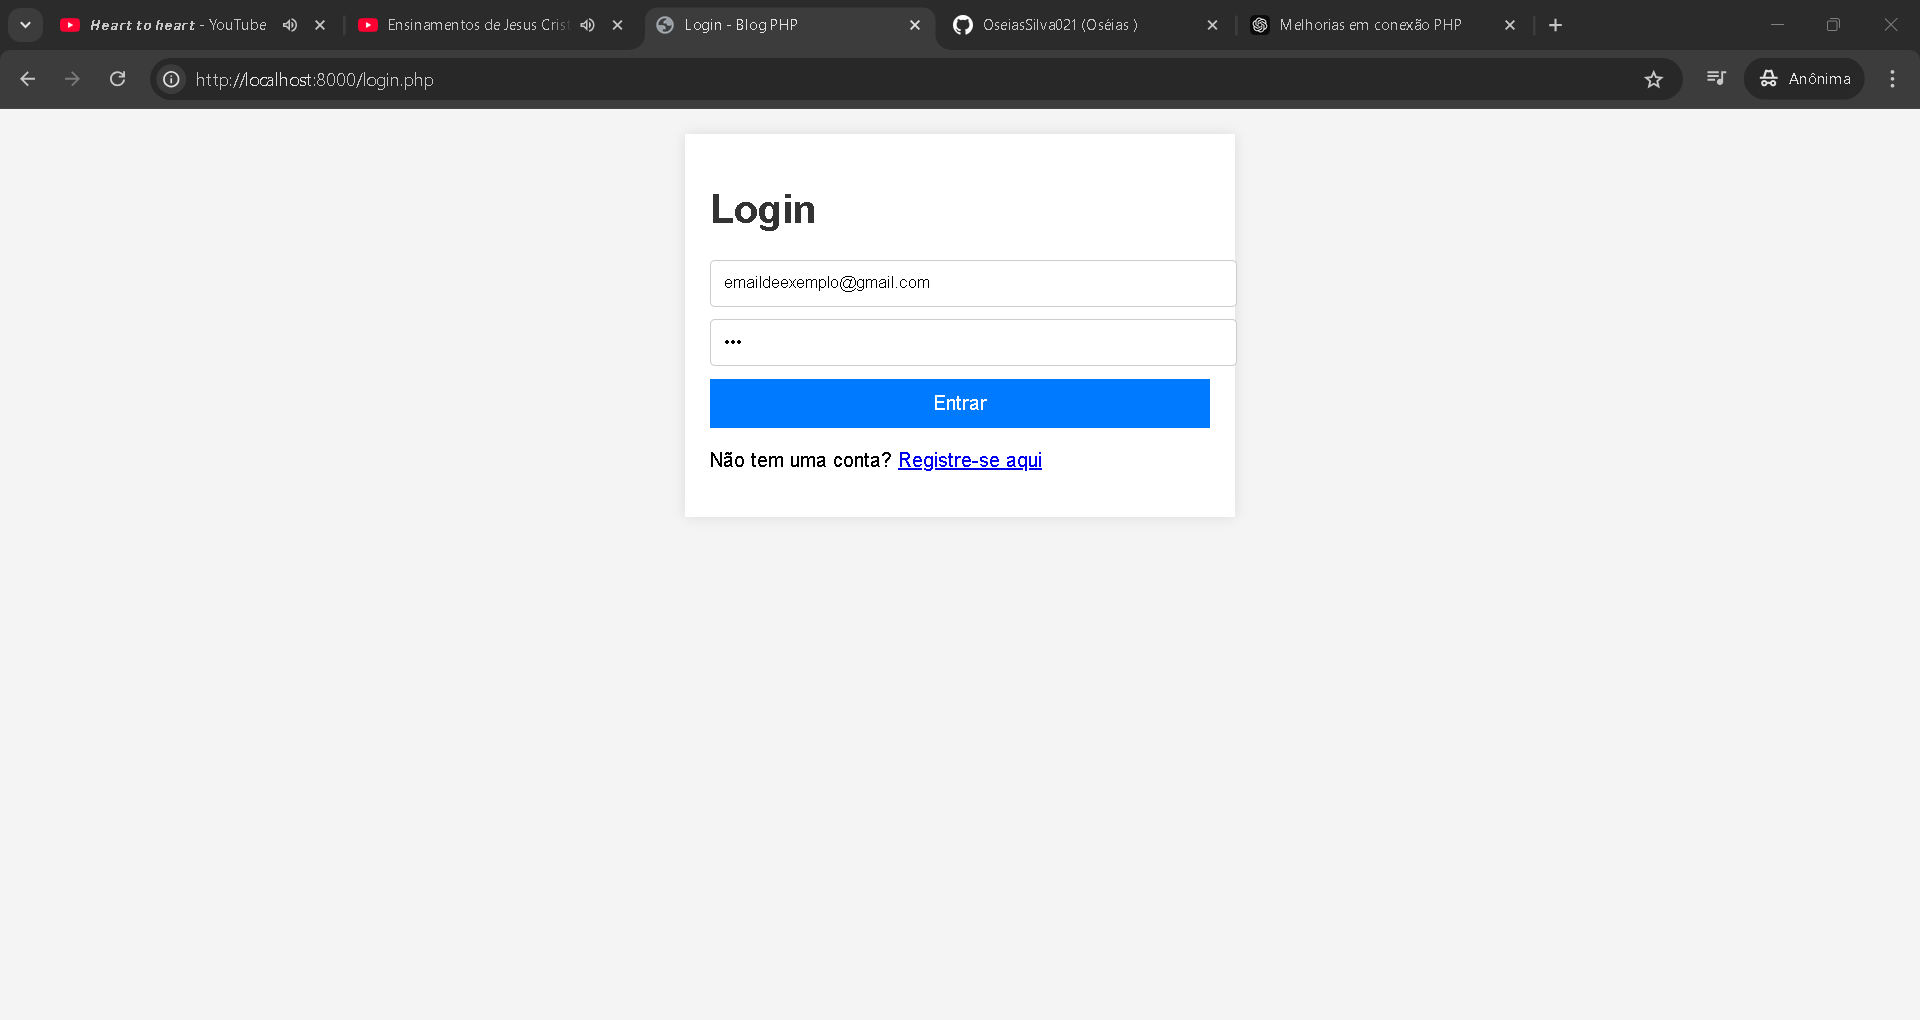 Heart to heart - YouTube
Ensinamentos de Jesus Crist
Login - Blog PHP
OseiasSilva021 (Oséias )
Melhorias em conexão PHP
http://localhost:8000/login.php
Anônima
Login
emaildeexemplo@gmail.com
•••
Entrar
Não tem uma conta? Registre-se aqui